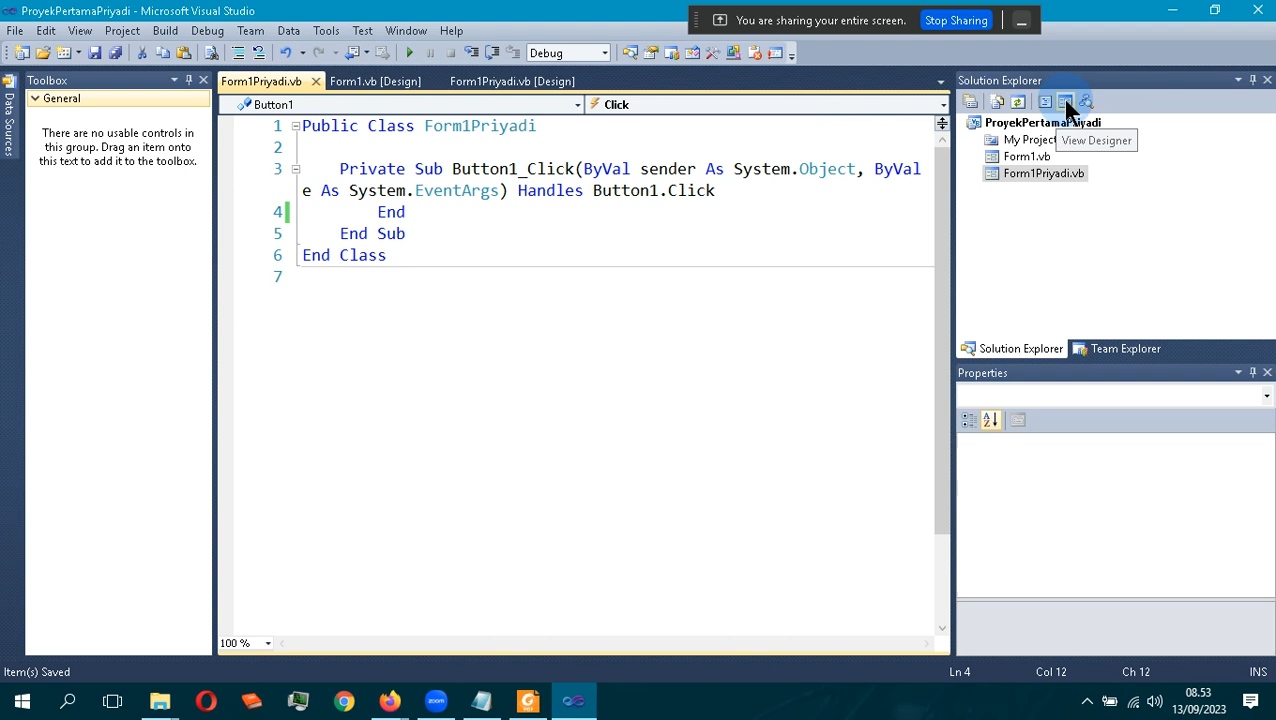 ProyekPertamaPriyadi - Microsoft Visual Studio
You are sharing your entire screen.
Stop Sharing
File Edit View Project Build Debug Team Data Tools Test Window Help
Debug
Toolbox
General
There are no usable controls in
this group. Drag an item onto
this text to add it to the toolbox.
Data Sources
Form1Priyadi.vb
Form1.vb [Design]
Form1Priyadi.vb [Design]
Button1
Click
1 Public Class Form1Priyadi
2
3 Private Sub Button1_Click(ByVal sender As System.Object, ByVal
e As System.EventArgs) Handles Button1.Click
4 End
5 End Sub
6 End Class
7
100 %
Solution Explorer
ProyekPertamaPriyadi
My Project
View Designer
Form1.vb
Form1Priyadi.vb
Solution Explorer
Team Explorer
Properties
Item(s) Saved
Ln 4
Col 12
Ch 12
INS
08.53
13/09/2023